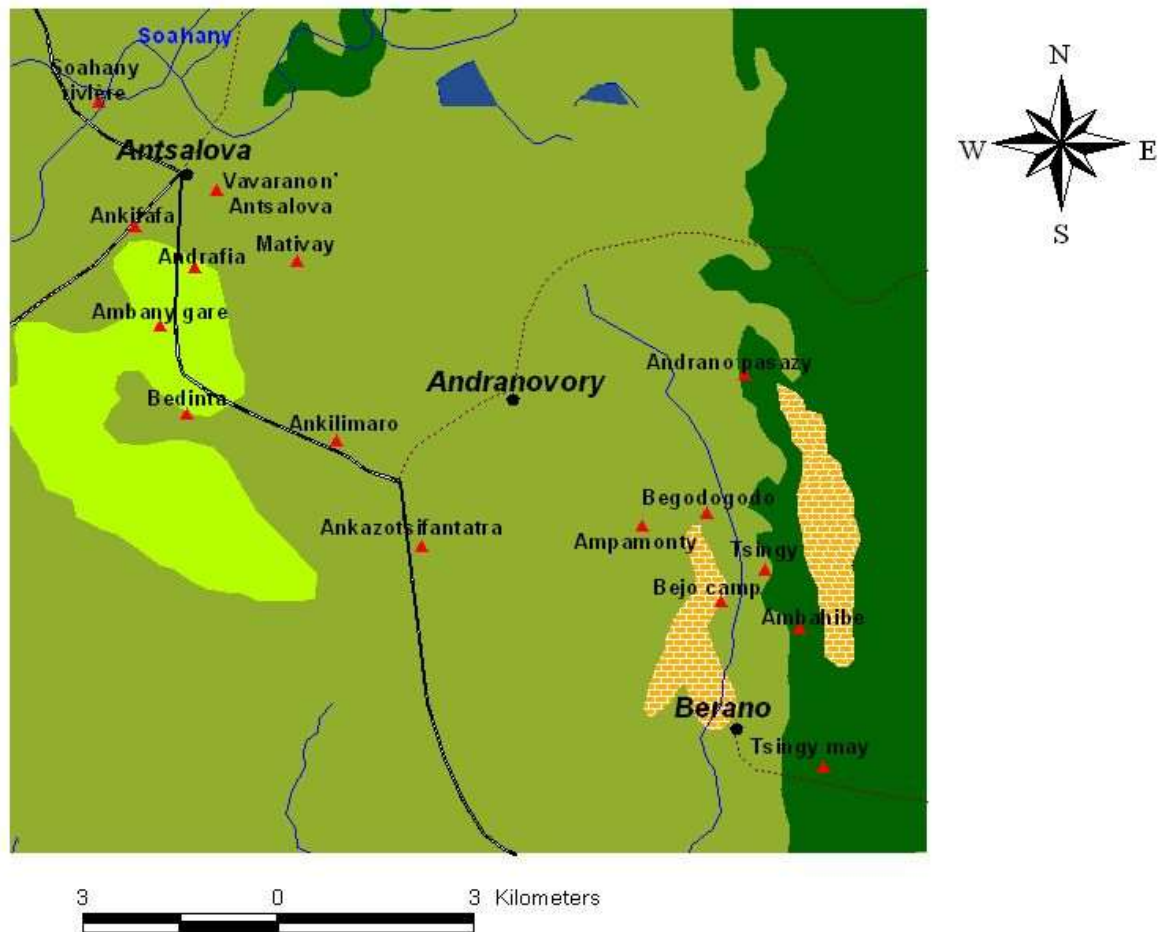 Soahany
Soahany
rivière
Antsalova
Vavaranon'
Antsalova
Ankifafa
Mativay
Andrafia
Ambany gare
Andrano pasazy
Andranovory
Bedinta
Ankilimaro
Begodogodo
Ankazotsifantatra
Ampamonty
Tsingy
Bejo camp
Ambahibe
Berano
Tsingy may
N
W
E
S
3 0 3 Kilometers